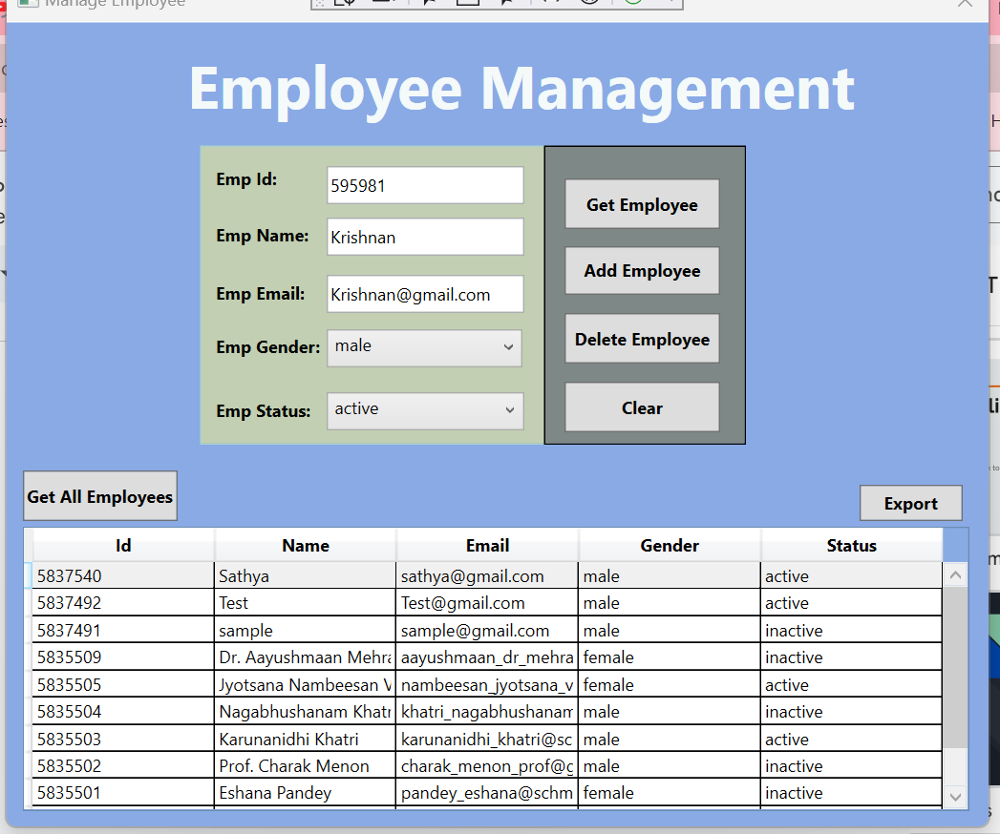 Manage Employee
Employee Management
Emp Id: 595981
Get Employee
Emp Name: Krishnan
Add Employee
Emp Email: Krishnan@gmail.com
Delete Employee
Emp Gender: male
Emp Status: active
Clear
Get All Employees
Export
Id Name Email Gender Status
5837540 Sathya sathya@gmail.com male active
5837492 Test Test@gmail.com male active
5837491 sample sample@gmail.com male inactive
5835509 Dr. Aayushmaan Mehra aayushmaan_dr_mehra female inactive
5835505 Jyotsana Nambeesan V nambeesan_jyotsana_v female active
5835504 Nagabhushanam Khatr khatri_nagabhushanam male inactive
5835503 Karunanidhi Khatri karunanidhi_khatri@sc male active
5835502 Prof. Charak Menon charak_menon_prof@g male inactive
5835501 Eshana Pandey pandey_eshana@schm female inactive